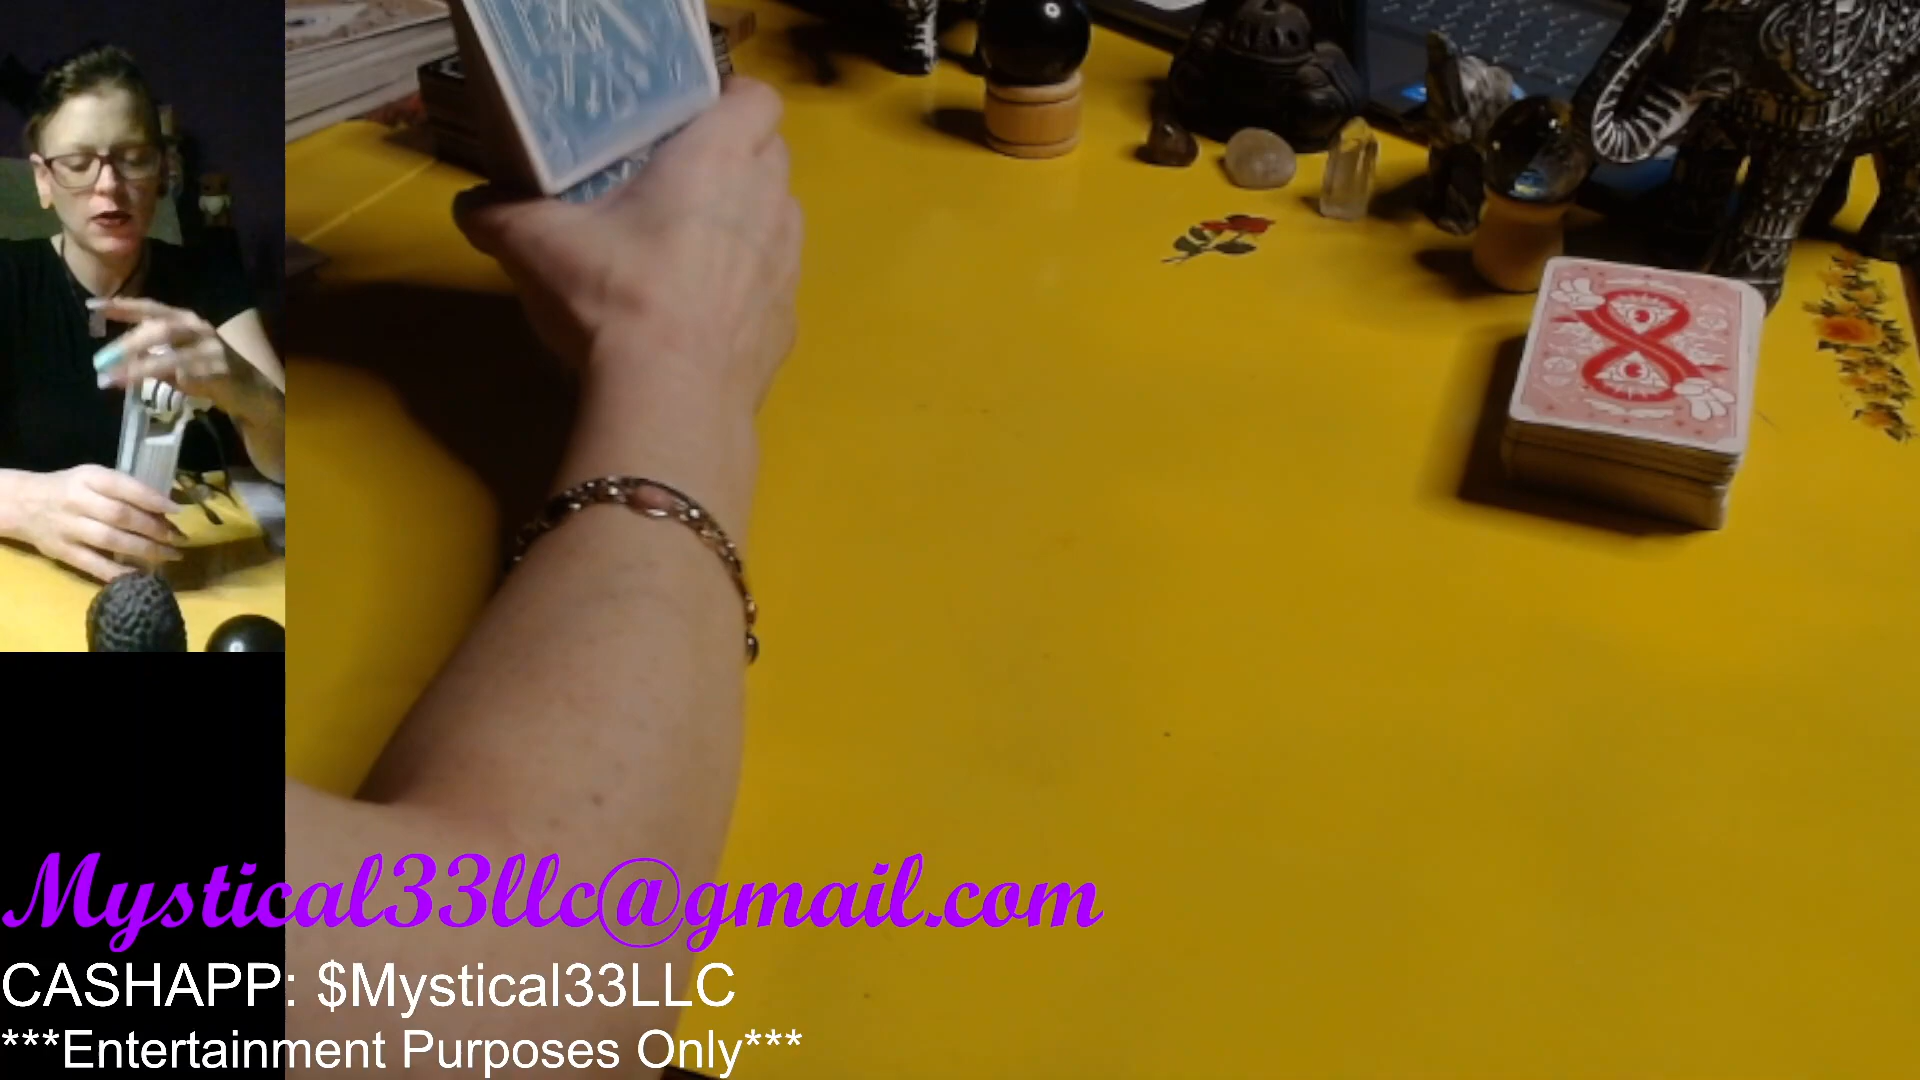 Mystical33llc@gmail.com
CASHAPP: $Mystical33LLC
***Entertainment Purposes Only***